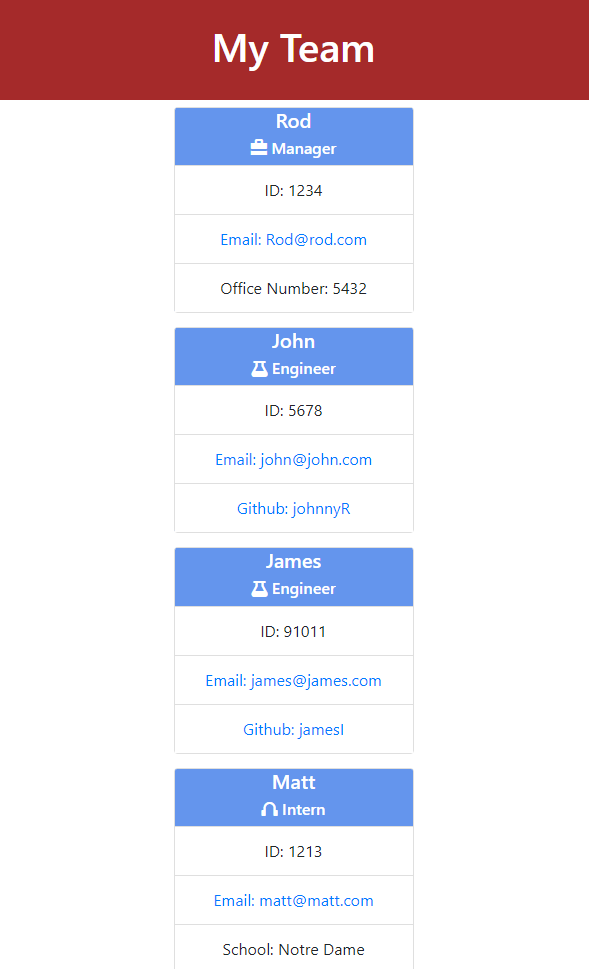 My Team
Rod
Manager
ID: 1234
Email: Rod@rod.com
Office Number: 5432
John
Engineer
ID: 5678
Email: john@john.com
Github: johnnyR
James
Engineer
ID: 91011
Email: james@james.com
Github: jamesI
Matt
Intern
ID: 1213
Email: matt@matt.com
School: Notre Dame